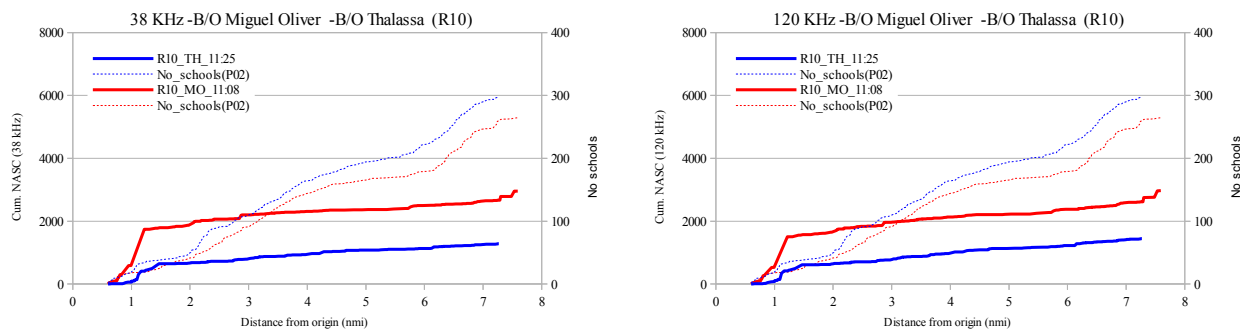 38 KHz -B/O Miguel Oliver -B/O Thalassa (R10)
8000
6000
4000
2000
0
Cum. NASC (38 kHz)
R10_TH_11:25
No_schools(P02)
R10_MO_11:08
No_schools(P02)
400
300
200
100
0
No schools
0 1 2 3 4 5 6 7 8
Distance from origin (nmi)
120 KHz -B/O Miguel Oliver -B/O Thalassa (R10)
8000
6000
4000
2000
0
Cum. NASC (120 kHz)
R10_TH_11:25
No_schools(P02)
R10_MO_11:08
No_schools(P02)
400
300
200
100
0
No schools
0 1 2 3 4 5 6 7 8
Distance from origin (nmi)